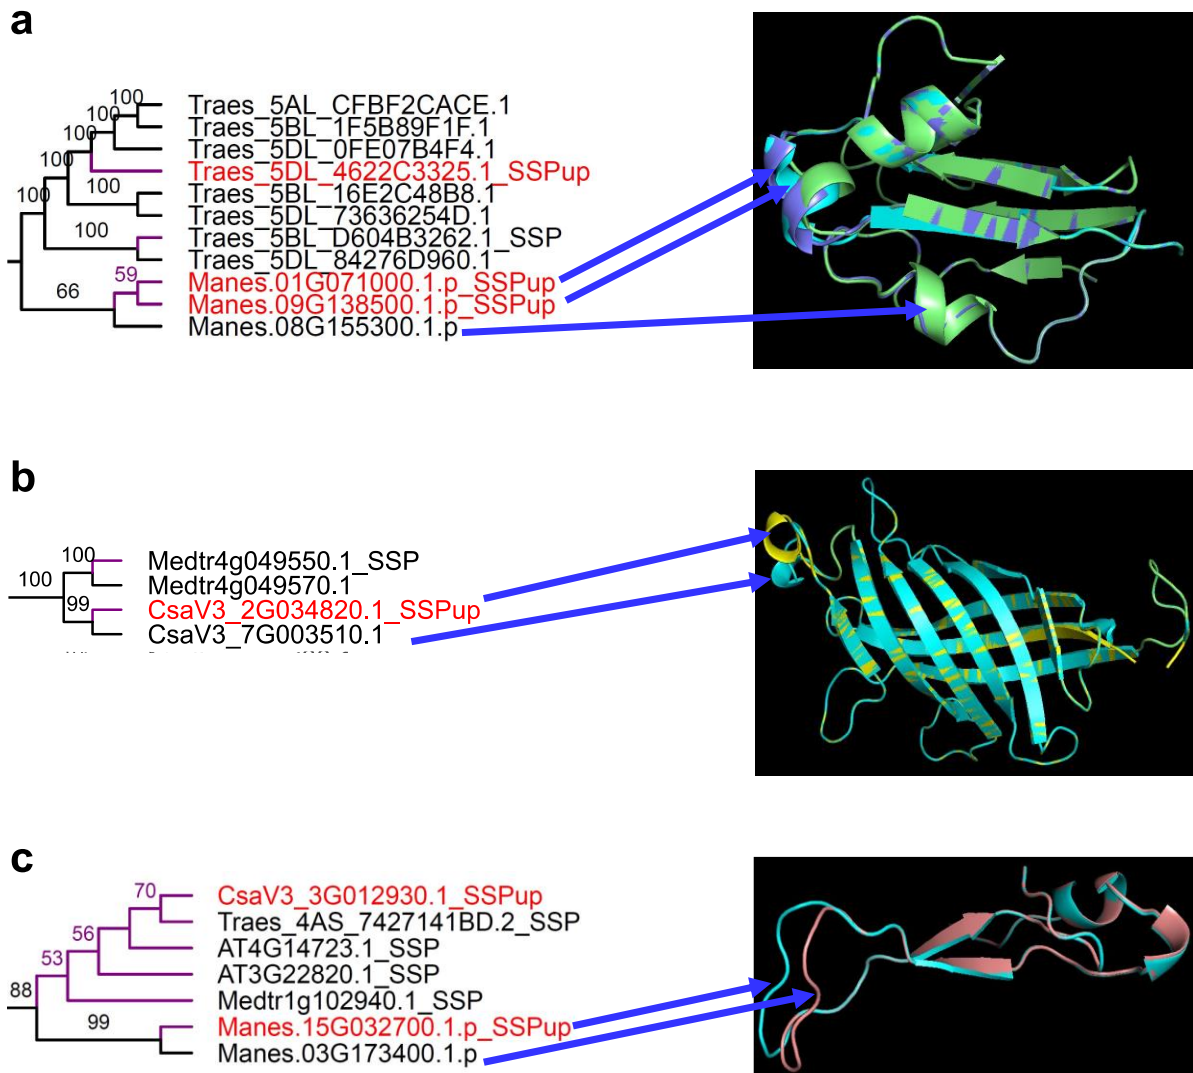 a
100
Traes_5AL_CFBF2CACE.1
100
Traes_5BL_1F5B89F1F.1
100
Traes_5DL_0FE07B4F4.1
100
Traes_5DL_4622C3325.1_SSPup
100
100
Traes_5BL_16E2C48B8.1
Traes_5DL_73636254D.1
100
Traes_5BL_D604B3262.1_SSP
Traes_5DL_84276D960.1
59
Manes.01G071000.1.p_SSPup
66
Manes.09G138500.1.p_SSPup
Manes.08G155300.1.p
b
100
Medtr4g049550.1_SSP
100
Medtr4g049570.1
99
CsaV3_2G034820.1_SSPup
CsaV3_7G003510.1
c
70
CsaV3_3G012930.1_SSPup
Traes_4AS_7427141BD.2_SSP
56
AT4G14723.1_SSP
53
AT3G22820.1_SSP
88
Medtr1g102940.1_SSP
99
Manes.15G032700.1.p_SSPup
Manes.03G173400.1.p